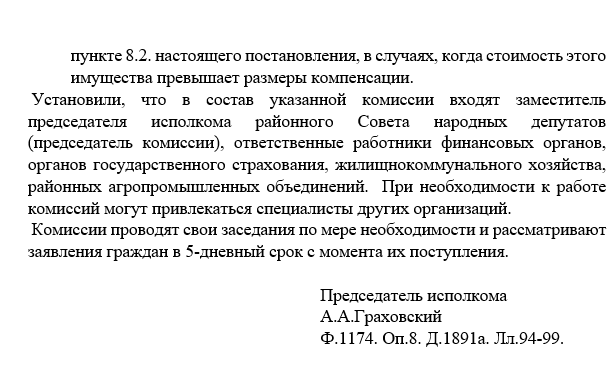 пункте 8.2. настоящего постановления, в случаях, когда стоимость этого
имущества превышает размеры компенсации.
Установили, что в состав указанной комиссии входят заместитель
председателя исполкома районного Совета народных депутатов
(председатель комиссии), ответственные работники финансовых органов,
органов государственного страхования, жилищнокоммунального хозяйства,
районных агропромышленных объединений. При необходимости к работе
комиссий могут привлекаться специалисты других организаций.
Комиссии проводят свои заседания по мере необходимости и рассматривают
заявления граждан в 5-дневный срок с момента их поступления.
Председатель исполкома
А.А.Граховский
Ф.1174. Оп.8. Д.1891а. Лл.94-99.